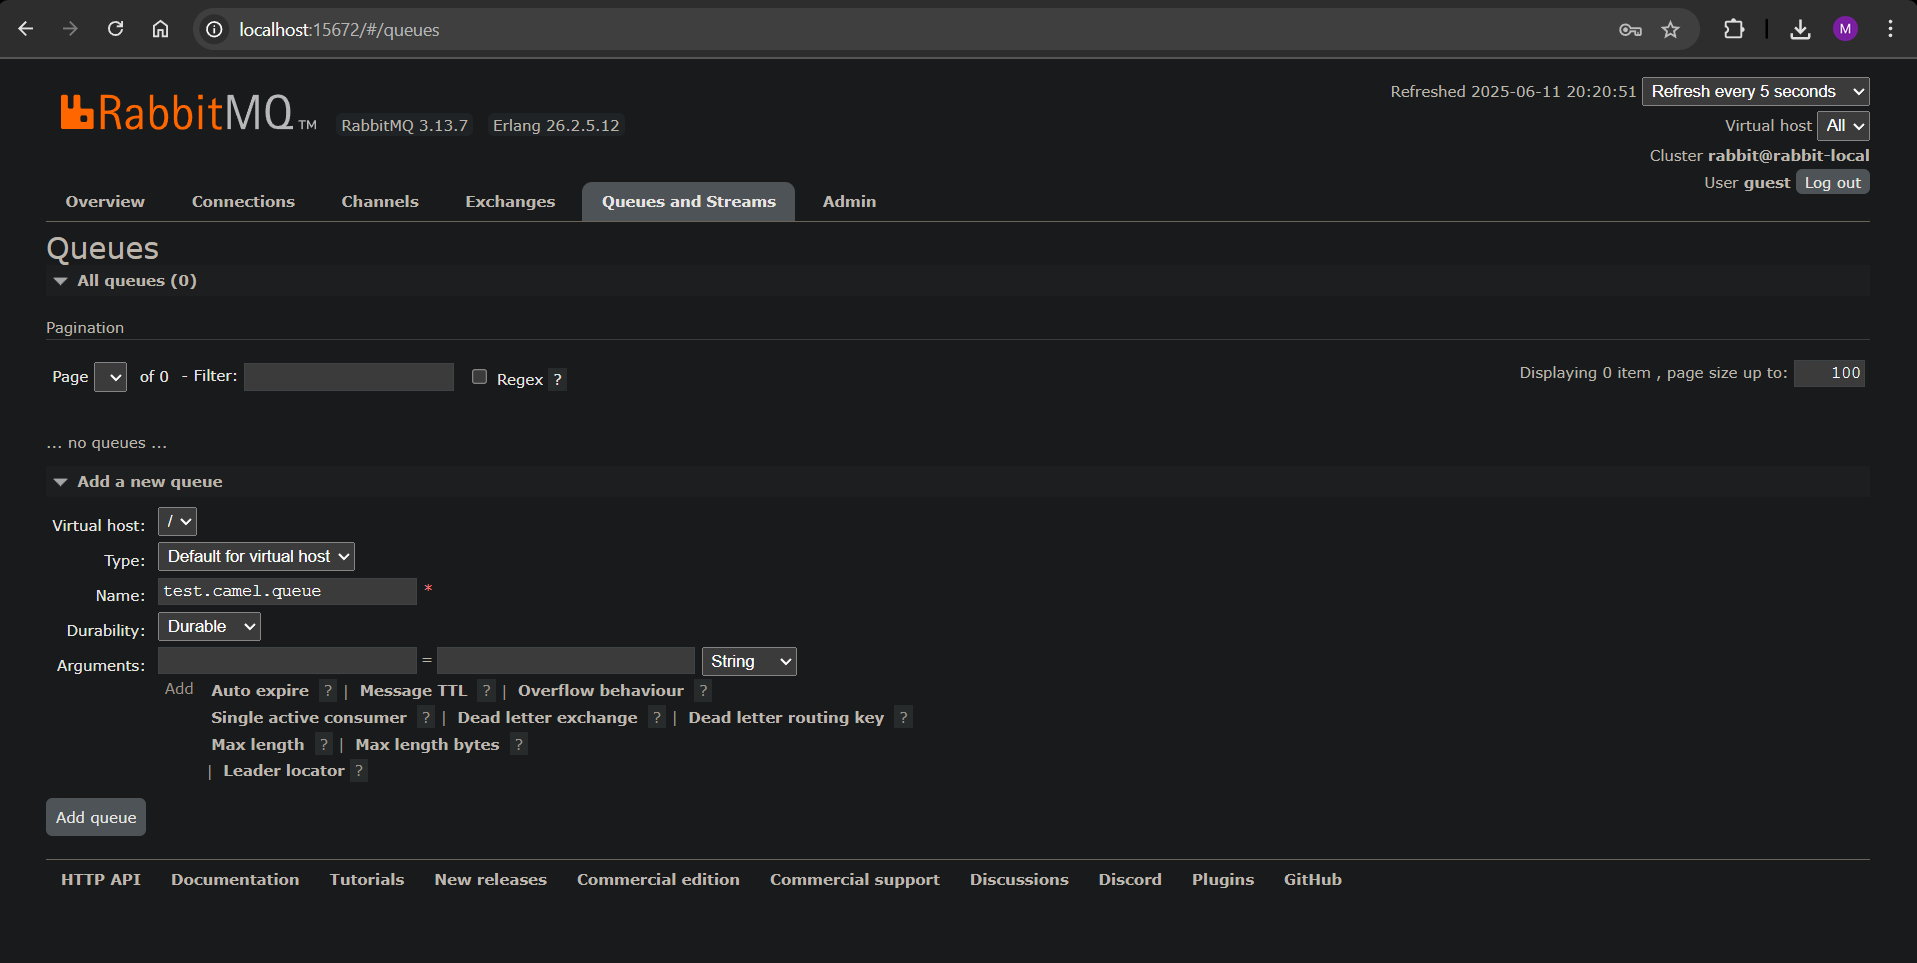 localhost:15672/#/queues
M
RabbitMQ TM RabbitMQ 3.13.7 Erlang 26.2.5.12
Refreshed 2025-06-11 20:20:51 Refresh every 5 seconds
Virtual host All
Cluster rabbit@rabbit-local
User guest Log out
Overview Connections Channels Exchanges Queues and Streams Admin
Queues
All queues (0)
Pagination
Page of 0 - Filter: Regex ? Displaying 0 item , page size up to: 100
... no queues ...
Add a new queue
Virtual host: /
Type: Default for virtual host
Name: test.camel.queue *
Durability: Durable
Arguments: = String
Add Auto expire ? | Message TTL ? | Overflow behaviour ?
Single active consumer ? | Dead letter exchange ? | Dead letter routing key ?
Max length ? | Max length bytes ?
| Leader locator ?
Add queue
HTTP API Documentation Tutorials New releases Commercial edition Commercial support Discussions Discord Plugins GitHub